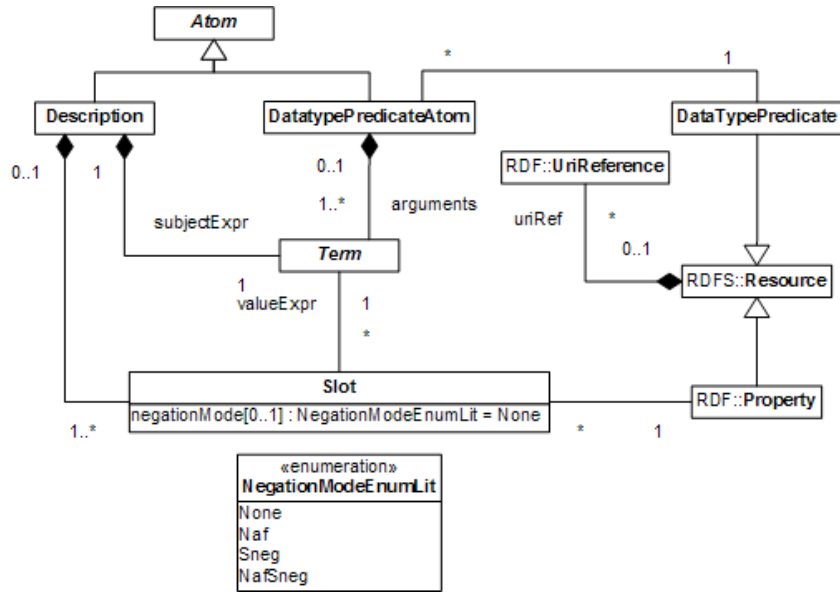 Atom
*
1
Description
DatatypePredicateAtom
DataTypePredicate
0..1
1
0..1
RDF::UriReference
1..*
arguments
uriRef
*
subjectExpr
0..1
Term
RDFS::Resource
1
valueExpr
1
*
Slot
negationMode[0..1] : NegationModeEnumLit = None
RDF::Property
1..*
*
1
«enumeration»
NegationModeEnumLit
None
Naf
Sneg
NafSneg